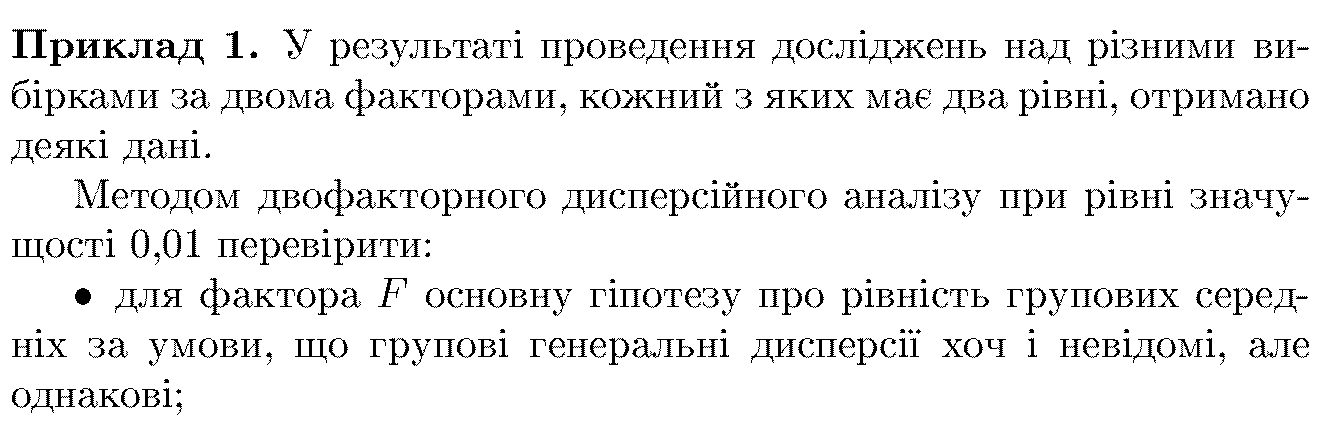 Приклад 1. У результаті проведення досліджень над різними ви-
бірками за двома факторами, кожний з яких має два рівні, отримано
деякі дані.
Методом двофакторного дисперсійного аналізу при рівні значу-
щості 0,01 перевірити:
• для фактора F основну гіпотезу про рівність групових серед-
ніх за умови, що групові генеральні дисперсії хоч і невідомі, але
однакові;